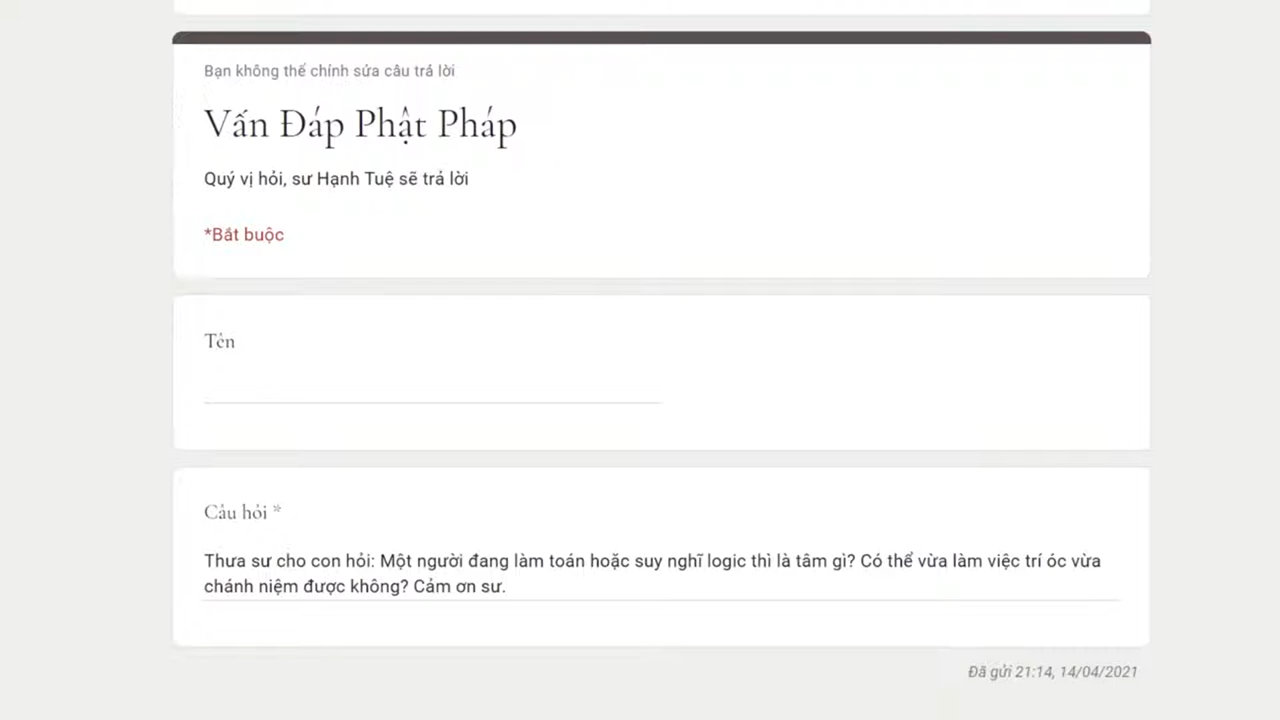 Bạn không thể chỉnh sửa câu trả lời
Vấn Đáp Phật Pháp
Quý vị hỏi, sư Hạnh Tuệ sẽ trả lời
*Bắt buộc
Tên
Câu hỏi *
Thưa sư cho con hỏi: Một người đang làm toán hoặc suy nghĩ logic thì là tâm gì? Có thể vừa làm việc trí óc vừa
chánh niệm được không? Cảm ơn sư.
Đã gửi 21:14, 14/04/2021